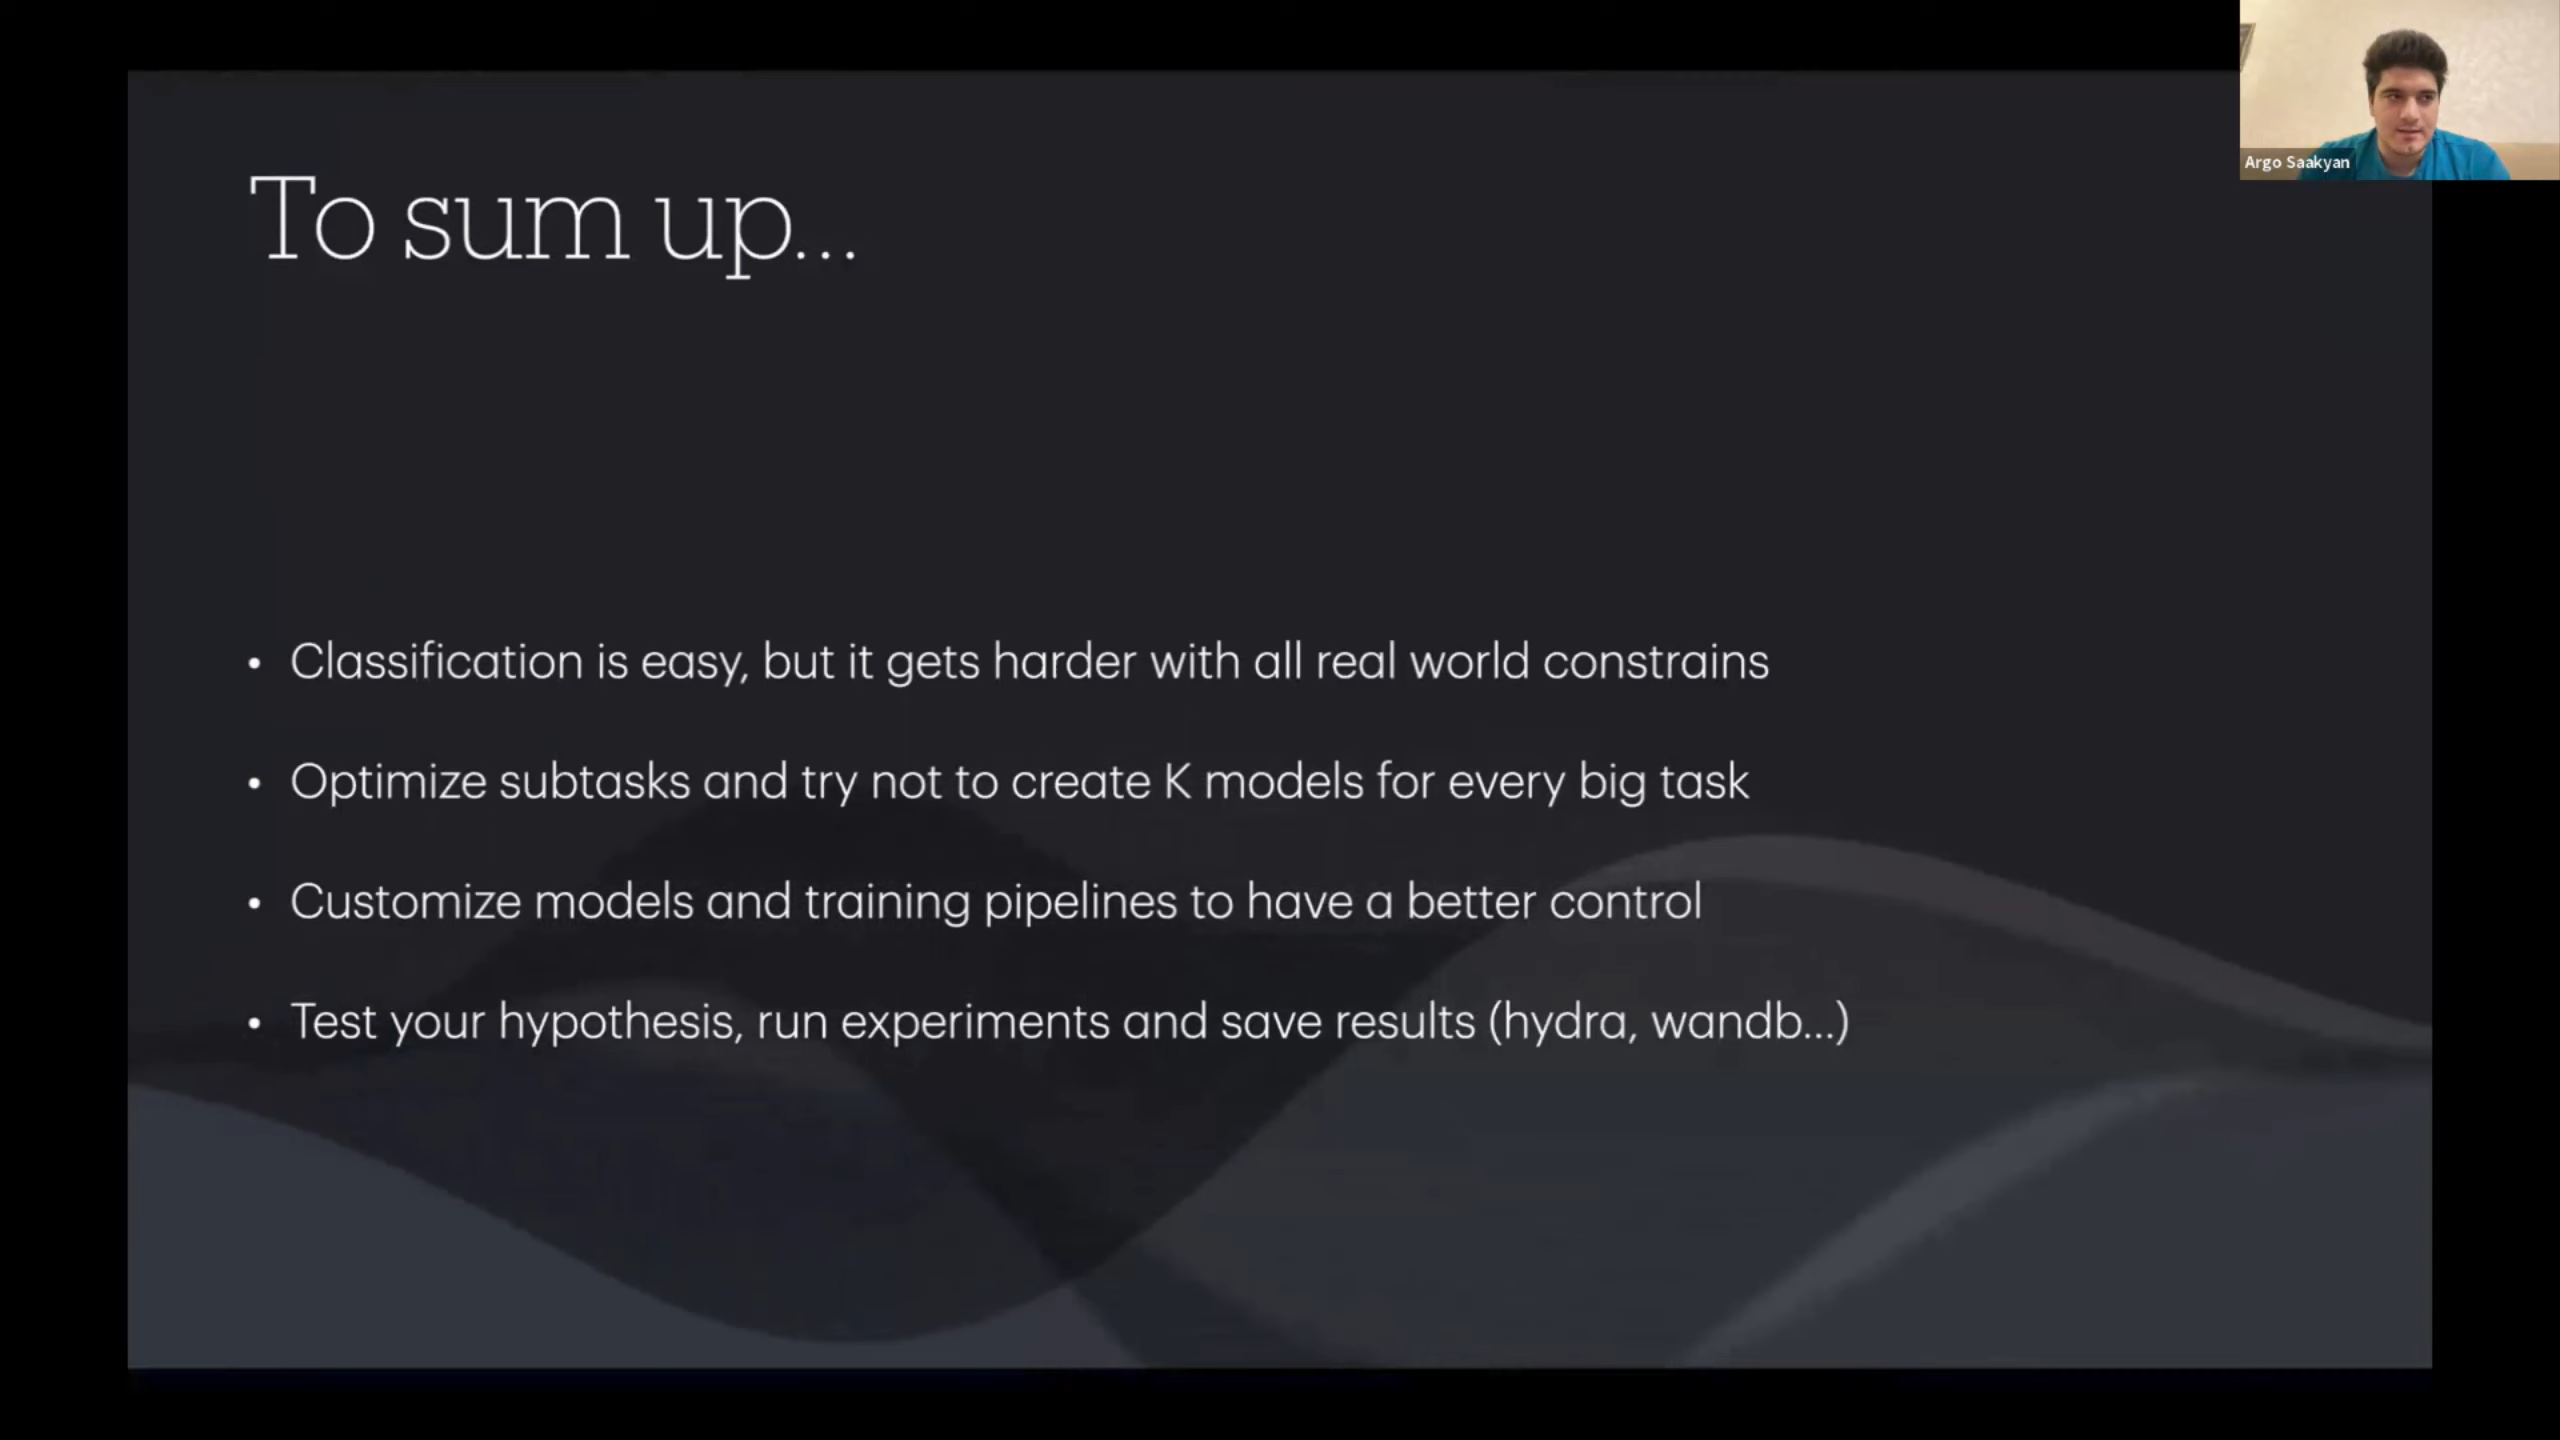 Argo Saakyan
To sum up...
• Classification is easy, but it gets harder with all real world constrains
• Optimize subtasks and try not to create K models for every big task
• Customize models and training pipelines to have a better control
• Test your hypothesis, run experiments and save results (hydra, wandb...)